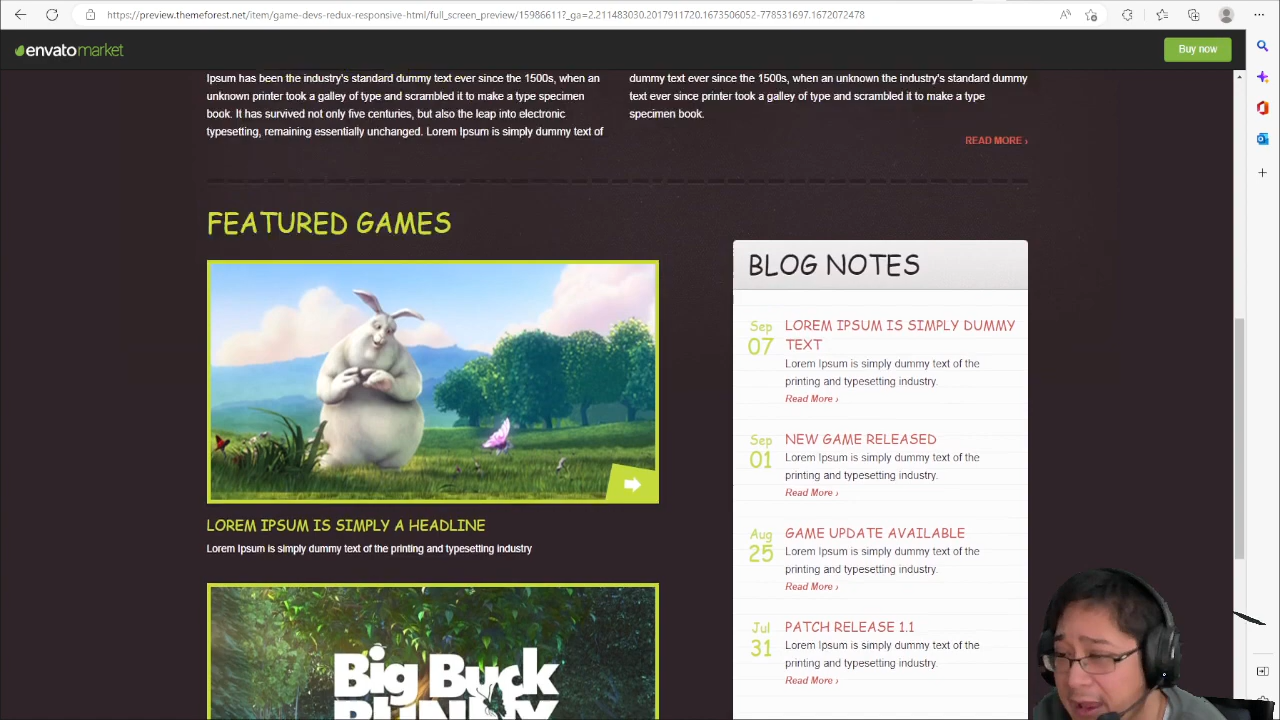 https://preview.themeforest.net/item/game-devs-redux-responsive-html/full_screen_preview/15986611?_ga=2.211483030.2017911720.1673506052-778531697.1672072478
envatomarket
Buy now
Ipsum has been the industry's standard dummy text ever since the 1500s, when an
unknown printer took a galley of type and scrambled it to make a type specimen
book. It has survived not only five centuries, but also the leap into electronic
typesetting, remaining essentially unchanged. Lorem Ipsum is simply dummy text of
dummy text ever since the 1500s, when an unknown the industry's standard dummy
text ever since printer took a galley of type and scrambled it to make a type
specimen book.
READ MORE ›
FEATURED GAMES
LOREM IPSUM IS SIMPLY A HEADLINE
Lorem Ipsum is simply dummy text of the printing and typesetting industry
Big Buck
BUNNY
BLOG NOTES
Sep
07
LOREM IPSUM IS SIMPLY DUMMY
TEXT
Lorem Ipsum is simply dummy text of the
printing and typesetting industry.
Read More ›
Sep
01
NEW GAME RELEASED
Lorem Ipsum is simply dummy text of the
printing and typesetting industry.
Read More ›
Aug
25
GAME UPDATE AVAILABLE
Lorem Ipsum is simply dummy text of the
printing and typesetting industry.
Read More ›
Jul
31
PATCH RELEASE 1.1
Lorem Ipsum is simply dummy text of the
printing and typesetting industry.
Read More ›